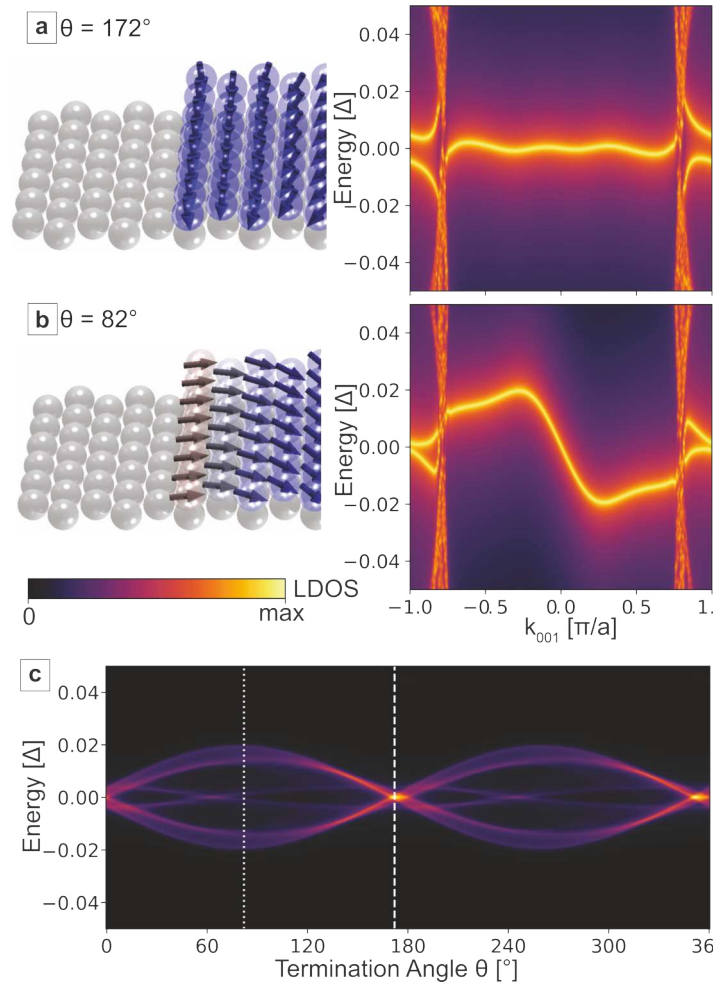 a θ = 172°
0.04
0.02
0.00
−0.02
−0.04
Energy [Δ]
b θ = 82°
0.04
0.02
0.00
−0.02
−0.04
Energy [Δ]
−1.0 −0.5 0.0 0.5 1.
k001 [π/a]
LDOS
0 max
c
0.04
0.02
0.00
−0.02
−0.04
Energy [Δ]
0 60 120 180 240 300 36
Termination Angle θ [°]